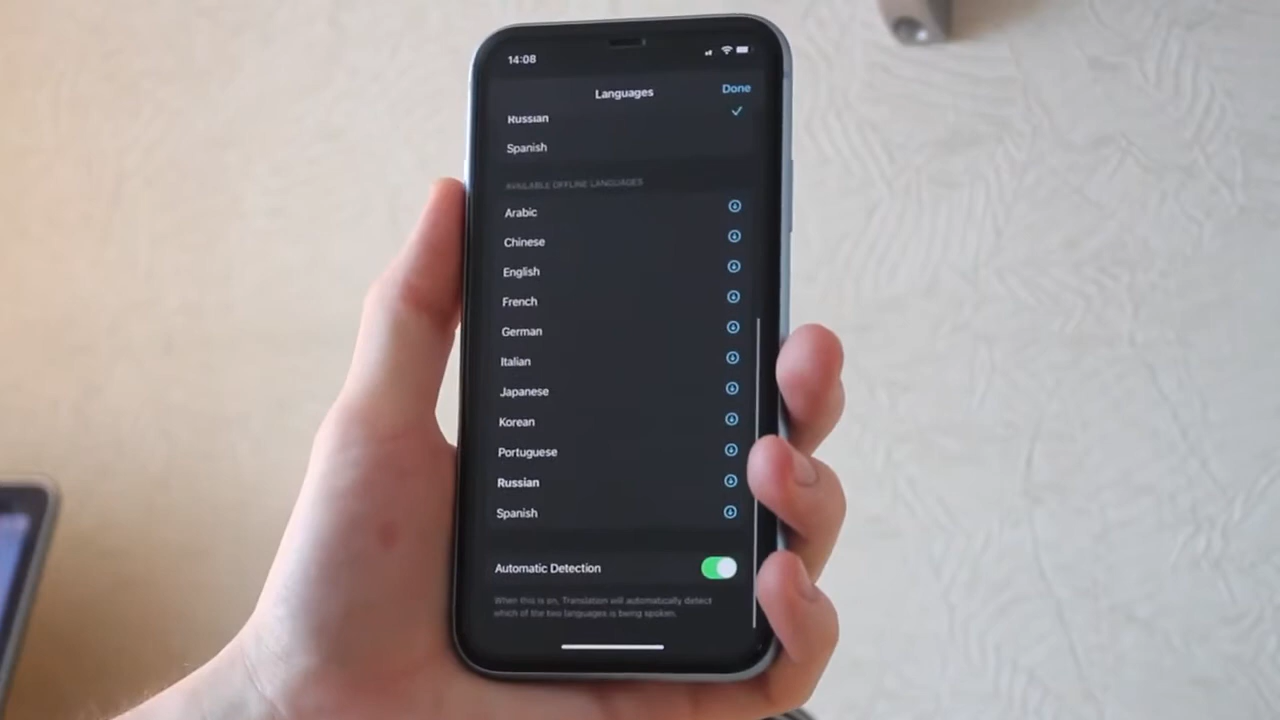 14:08
Languages
Done
Russian
Spanish
AVAILABLE OFFLINE LANGUAGES
Arabic
Chinese
English
French
German
Italian
Japanese
Korean
Portuguese
Russian
Spanish
Automatic Detection
When this is on, Translation will automatically detect
which of the two languages is being spoken.